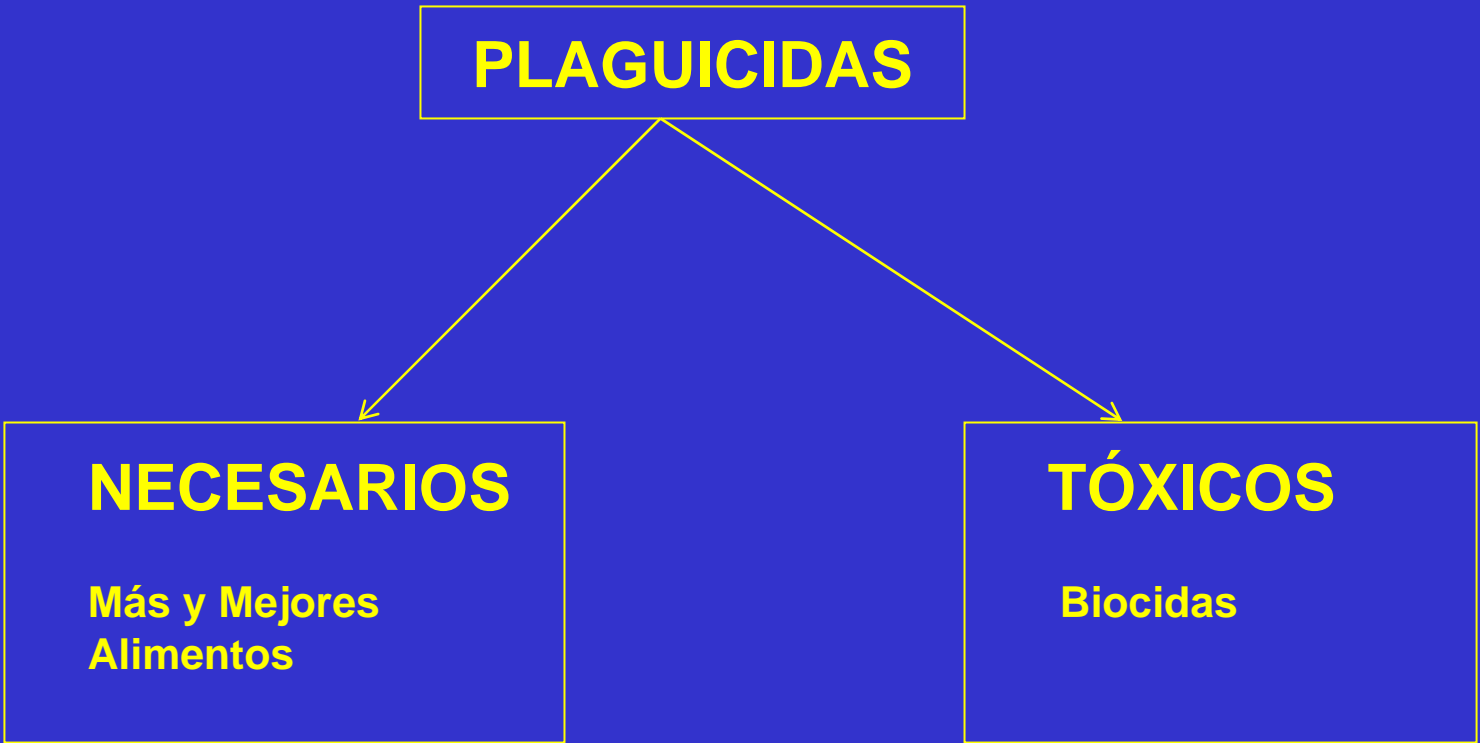 PLAGUICIDAS
NECESARIOS
Más y Mejores
Alimentos
TÓXICOS
Biocidas